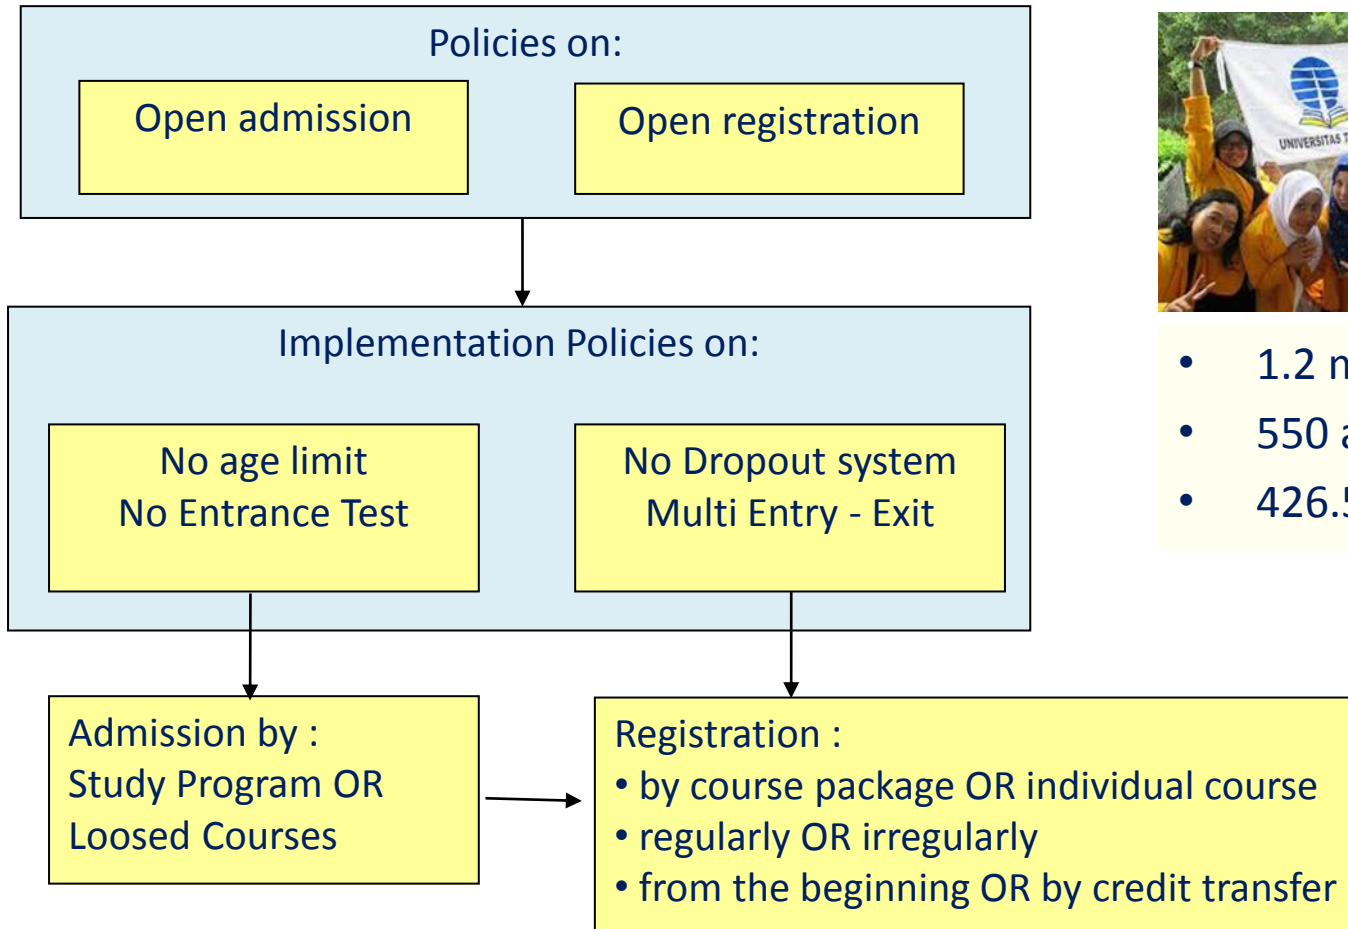 Policies on:
Open admission
Open registration
Implementation Policies on:
No age limit
No Entrance Test
No Dropout system
Multi Entry - Exit
Admission by :
Study Program OR
Loosed Courses
Registration :
• by course package OR individual course
• regularly OR irregularly
• from the beginning OR by credit transfer
UNIVERSITAS
• 1.2
• 550
• 426.5